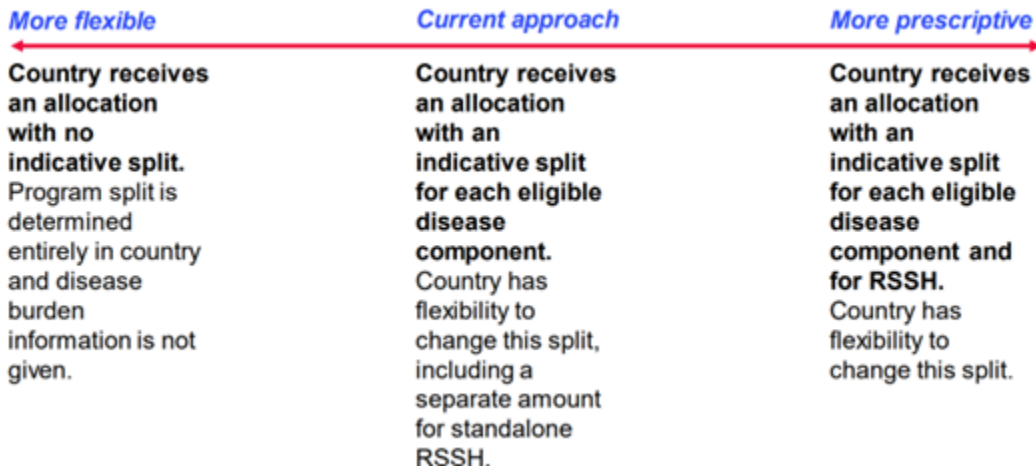 More flexible
Current approach
More prescriptive
Country receives
an allocation
with no
indicative split.
Program split is
determined
entirely in country
and disease
burden
information is not
given.
Country receives
an allocation
with an
indicative split
for each eligible
disease
component.
Country has
flexibility to
change this split,
including a
separate amount
for standalone
RSSH.
Country receives
an allocation
with an
indicative split
for each eligible
disease
component and
for RSSH.
Country has
flexibility to
change this split.